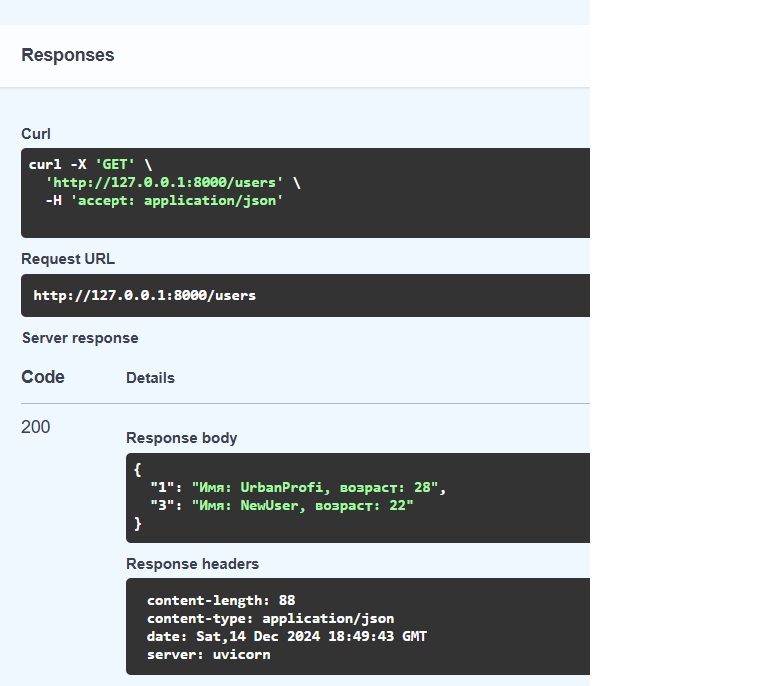 Responses
Curl
curl -X 'GET' \
'http://127.0.0.1:8000/users' \
-H 'accept: application/json'
Request URL
http://127.0.0.1:8000/users
Server response
Code Details
200
Response body
{
"1": "Имя: UrbanProfi, возраст: 28",
"3": "Имя: NewUser, возраст: 22"
}
Response headers
content-length: 88
content-type: application/json
date: Sat,14 Dec 2024 18:49:43 GMT
server: uvicorn